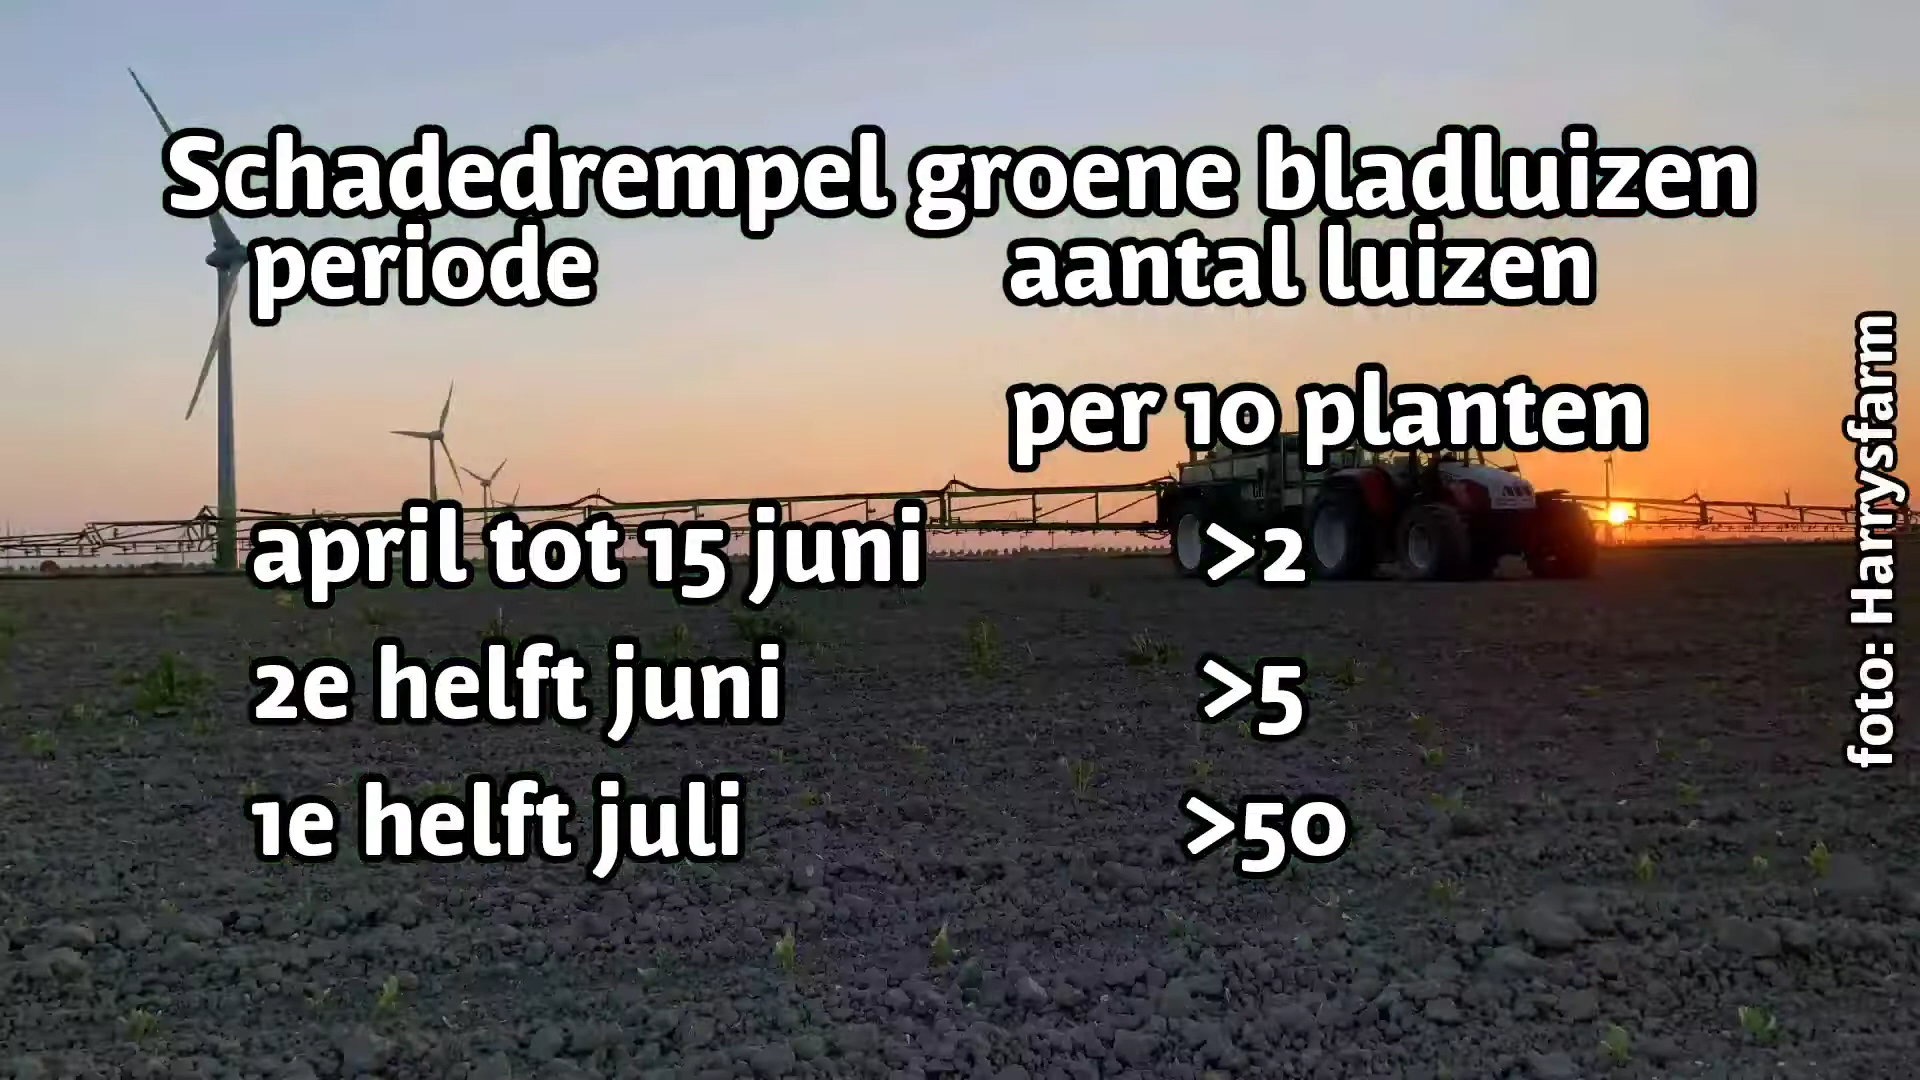 Schadedrempel groene bladluizen
periode aantal luizen
per 10 planten
april tot 15 juni >2
2e helft juni >5
1e helft juli >50
foto: Harrysfarm